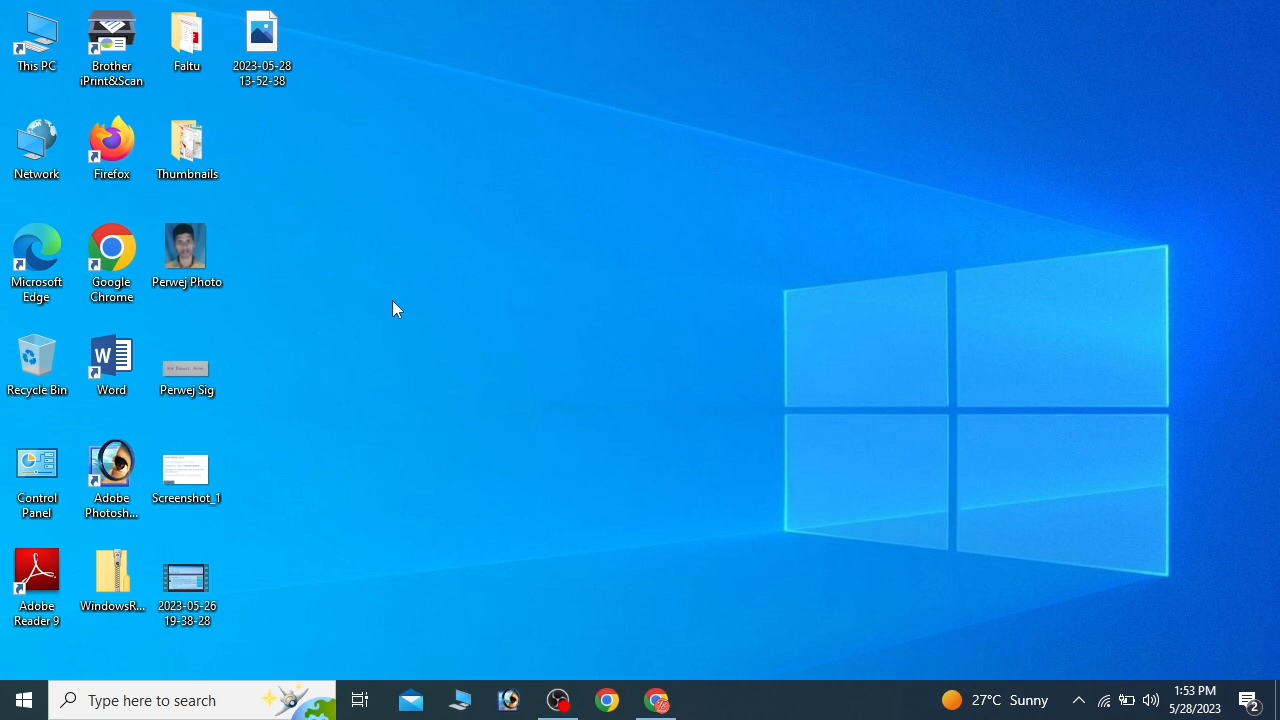 This PC
Brother
iPrint&Scan
Faltu
2023-05-28
13-52-38
Network
Firefox
Thumbnails
Microsoft
Edge
Google
Chrome
Perwej Photo
Recycle Bin
Word
Perwej Sig
Control
Panel
Adobe
Photosh...
Screenshot_1
Adobe
Reader 9
WindowsR...
2023-05-26
19-38-28
Type here to search
27°C Sunny
1:53 PM
5/28/2023
2